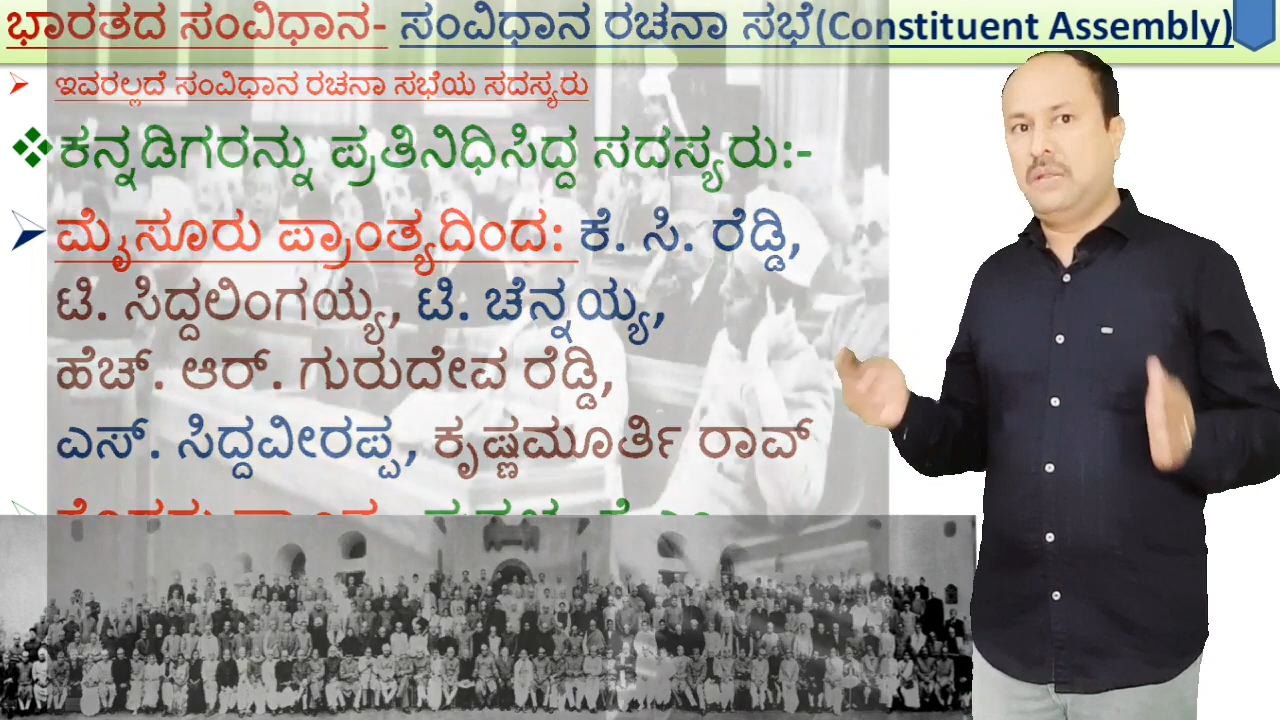 ಭಾರತದ ಸಂವಿಧಾನ- ಸಂವಿಧಾನ ರಚನಾ ಸಭೆ(Constituent Assembly)
ಇವರಲ್ಲದೆ ಸಂವಿಧಾನ ರಚನಾ ಸಭೆಯ ಸದಸ್ಯರು
ಕನ್ನಡಿಗರನ್ನು ಪ್ರತಿನಿಧಿಸಿದ್ದ ಸದಸ್ಯರು:-
ಮೈಸೂರು ಪ್ರಾಂತ್ಯದಿಂದ: ಕೆ. ಸಿ. ರೆಡ್ಡಿ,
ಟಿ. ಸಿದ್ದಲಿಂಗಯ್ಯ, ಟಿ. ಚೆನ್ನಯ್ಯ,
ಹೆಚ್. ಆರ್. ಗುರುದೇವ ರೆಡ್ಡಿ,
ಎಸ್. ಸಿದ್ದವೀರಪ್ಪ, ಕೃಷ್ಣಮೂರ್ತಿ ರಾವ್